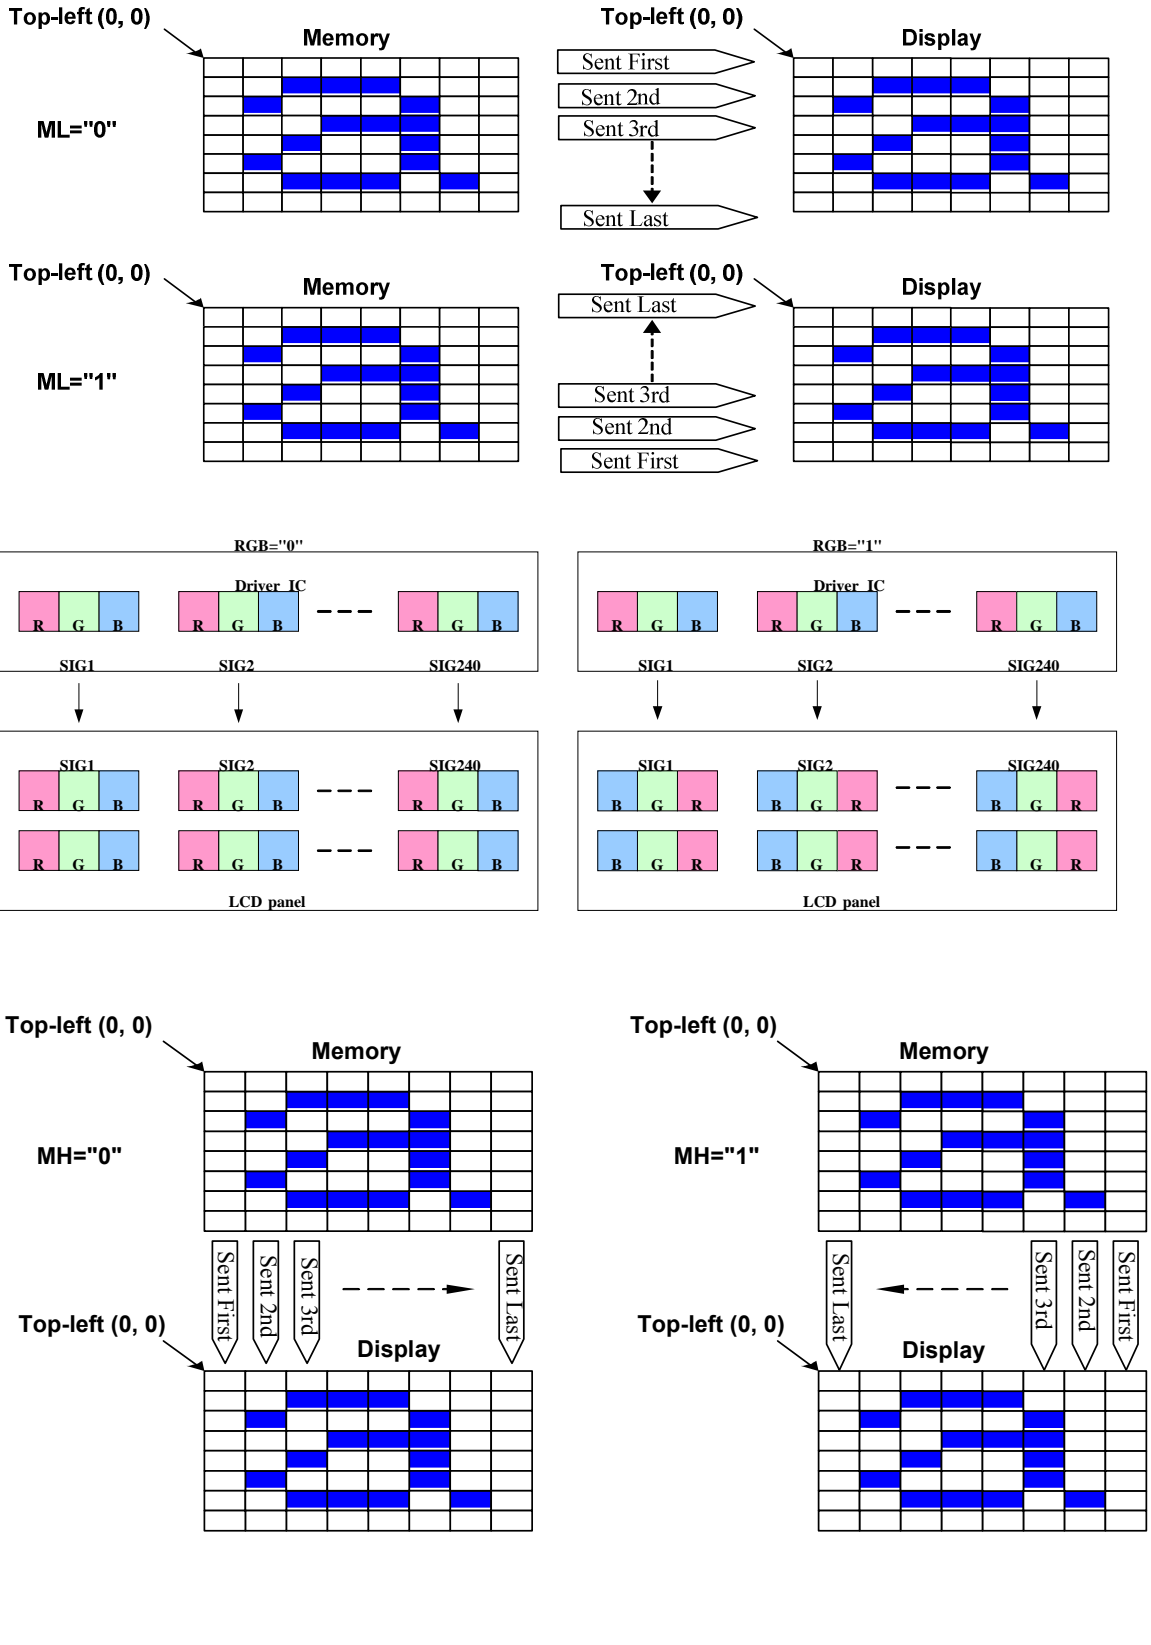 Top-left (0, 0)
Memory
ML="0"
Sent First
Sent 2nd
Sent 3rd
Sent Last
Top-left (0, 0)
Display
Top-left (0, 0)
Memory
ML="1"
Sent Last
Sent 3rd
Sent 2nd
Sent First
Top-left (0, 0)
Display
RGB="0"
Driver IC
R G B R G B R G B
SIG1 SIG2 SIG240
SIG1 SIG2 SIG240
R G B R G B R G B
R G B R G B R G B
LCD panel
RGB="1"
Driver IC
R G B R G B R G B
SIG1 SIG2 SIG240
SIG1 SIG2 SIG240
B G R B G R B G R
B G R B G R B G R
LCD panel
Top-left (0, 0)
Memory
MH="0"
Sent First
Sent 2nd
Sent 3rd
Sent Last
Top-left (0, 0)
Display
Top-left (0, 0)
Memory
MH="1"
Sent Last
Sent 3rd
Sent 2nd
Sent First
Top-left (0, 0)
Display